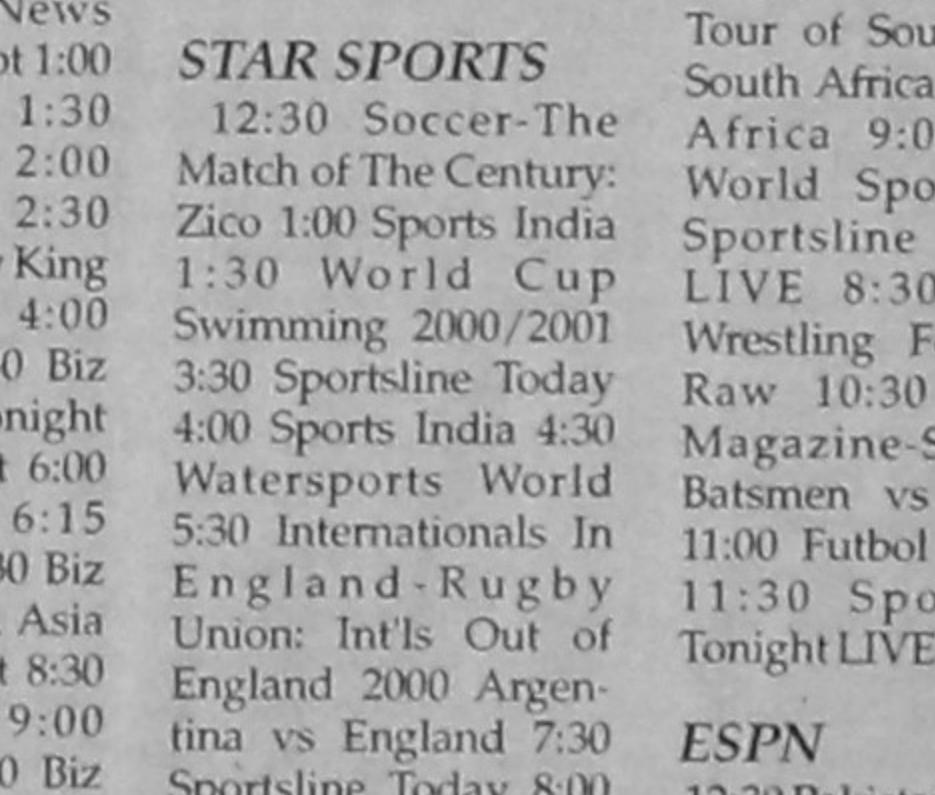 News
1:00
1:30
2:00
2:30
King
4:00
Biz
6:00
6:15
Biz
Asia
8:30
9:00
Biz
STAR SPORTS
12:30 Soccer-The
Match of The Century:
Zico 1:00 Sports India
1:30 World Cup
Swimming 2000/2001
3:30 Sportsline Today
4:00 Sports India 4:30
Watersports World
5:30 Internationals In
England-Rugby
Union: Int'ls Out of
England 2000 Argen-
tina vs England 7:30
Sportsline Today 8:00
Tour of
South Africa
Africa
World
Sportsline
LIVE 8:30
Wrestling
Raw 10:30
Magazine-
Batsmen vs
11:00 Futbol
11:30
Tonight LIVE
ESPN